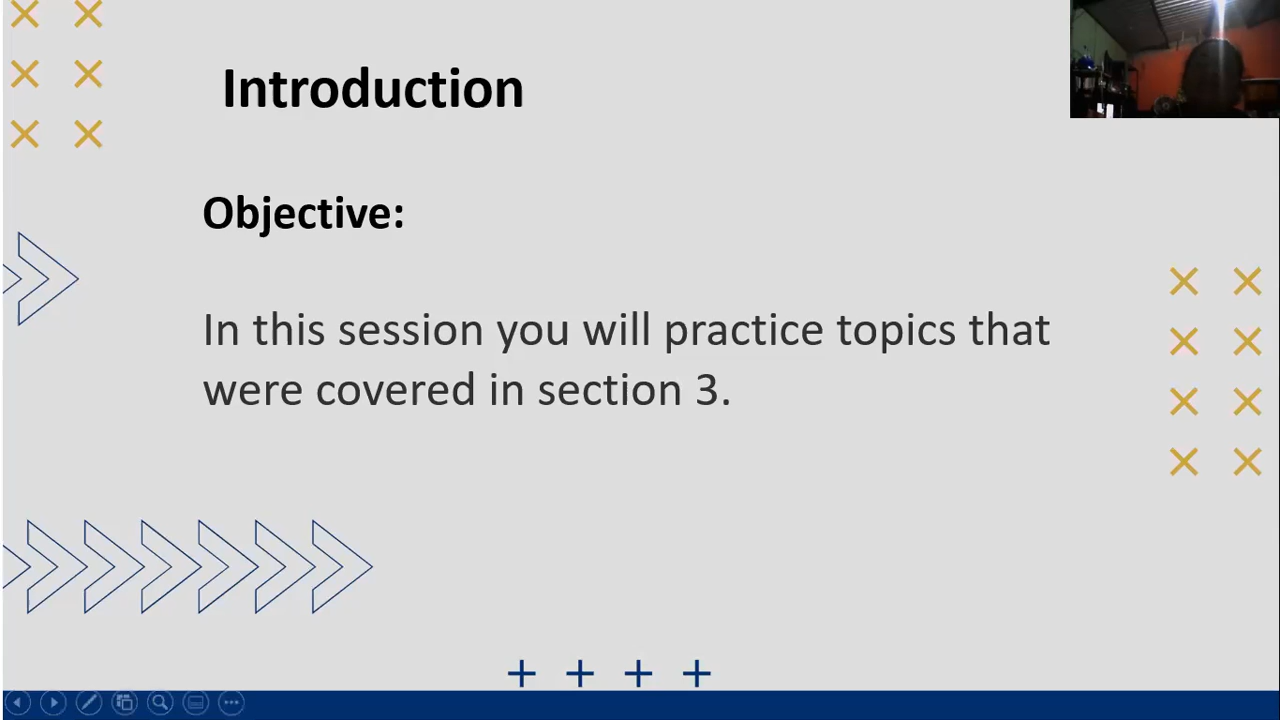 Introduction
Objective:
In this session you will practice topics that
were covered in section 3.